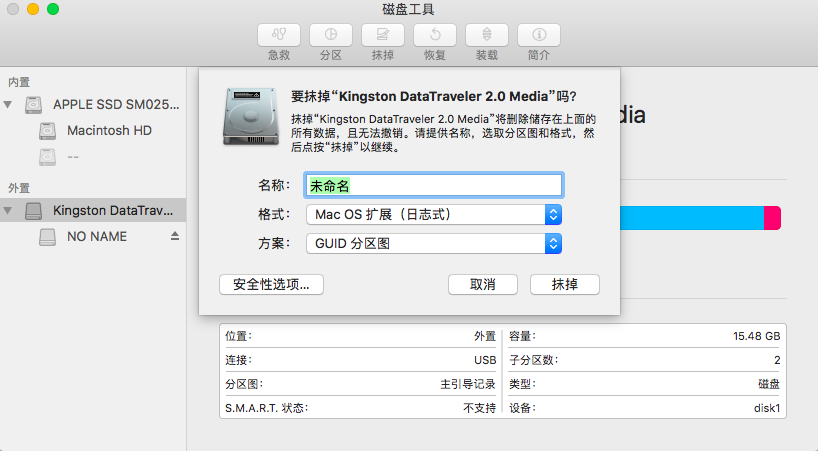 磁盘工具
急救
分区
抹掉
恢复
装载
简介
内置
APPLE SSD SM025...
Macintosh HD
--
外置
Kingston DataTrav...
NO NAME
要抹掉“Kingston DataTraveler 2.0 Media”吗？
抹掉“Kingston DataTraveler 2.0 Media”将删除储存在上面的
所有数据，且无法撤销。请提供名称，选取分区图和格式，然
后点按“抹掉”以继续。
名称：
未命名
格式：
Mac OS 扩展（日志式）
方案：
GUID 分区图
安全性选项...
取消
抹掉
dia
位置：
外置
容量：
15.48 GB
连接：
USB
子分区数：
2
分区图：
主引导记录
类型：
磁盘
S.M.A.R.T. 状态：
不支持
设备：
disk1